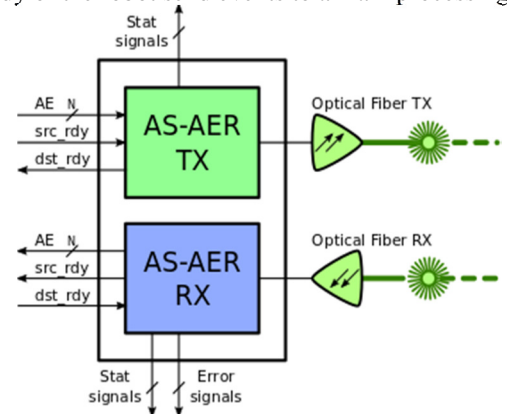 Stat
signals
AE N
src_rdy
dst_rdy
AS-AER
TX
Optical Fiber TX
AE N
src_rdy
dst_rdy
AS-AER
RX
Optical Fiber RX
Stat
signals
Error
signals